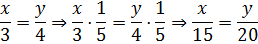 x/3 = y/4 ⇒ x/3 · 1/5 = y/4 · 1/5 ⇒ x/15 = y/20